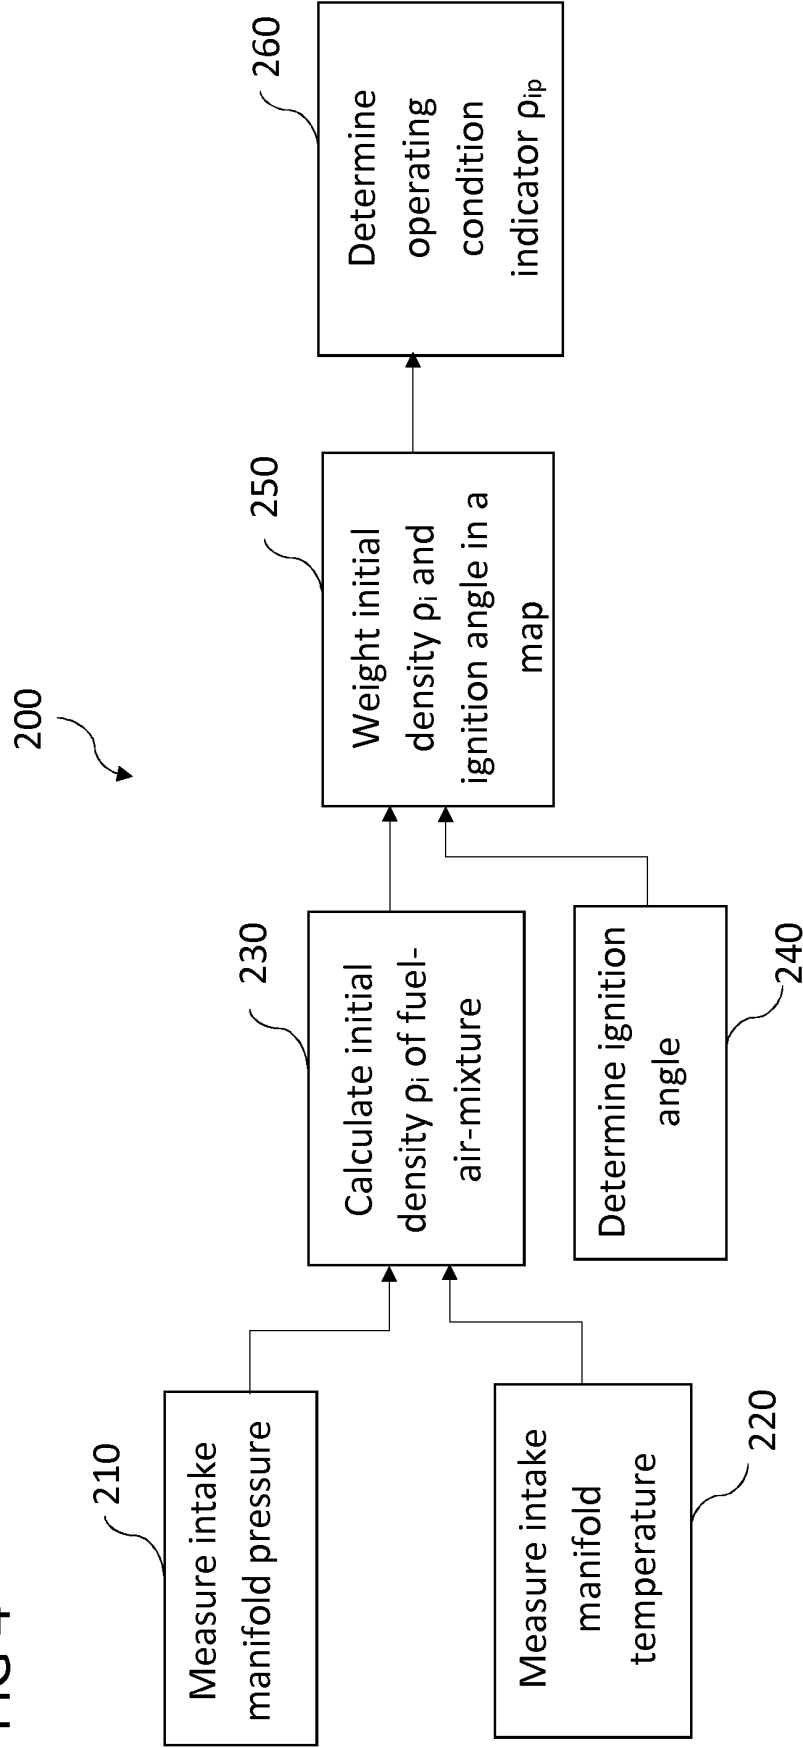 200
210
Measure intake
manifold pressure
220
Measure intake
manifold
temperature
230
Calculate initial
density ρi of fuel-
air-mixture
240
Determine ignition
angle
250
Weight initial
density ρi and
ignition angle in a
map
260
Determine
operating
condition
indicator ρip